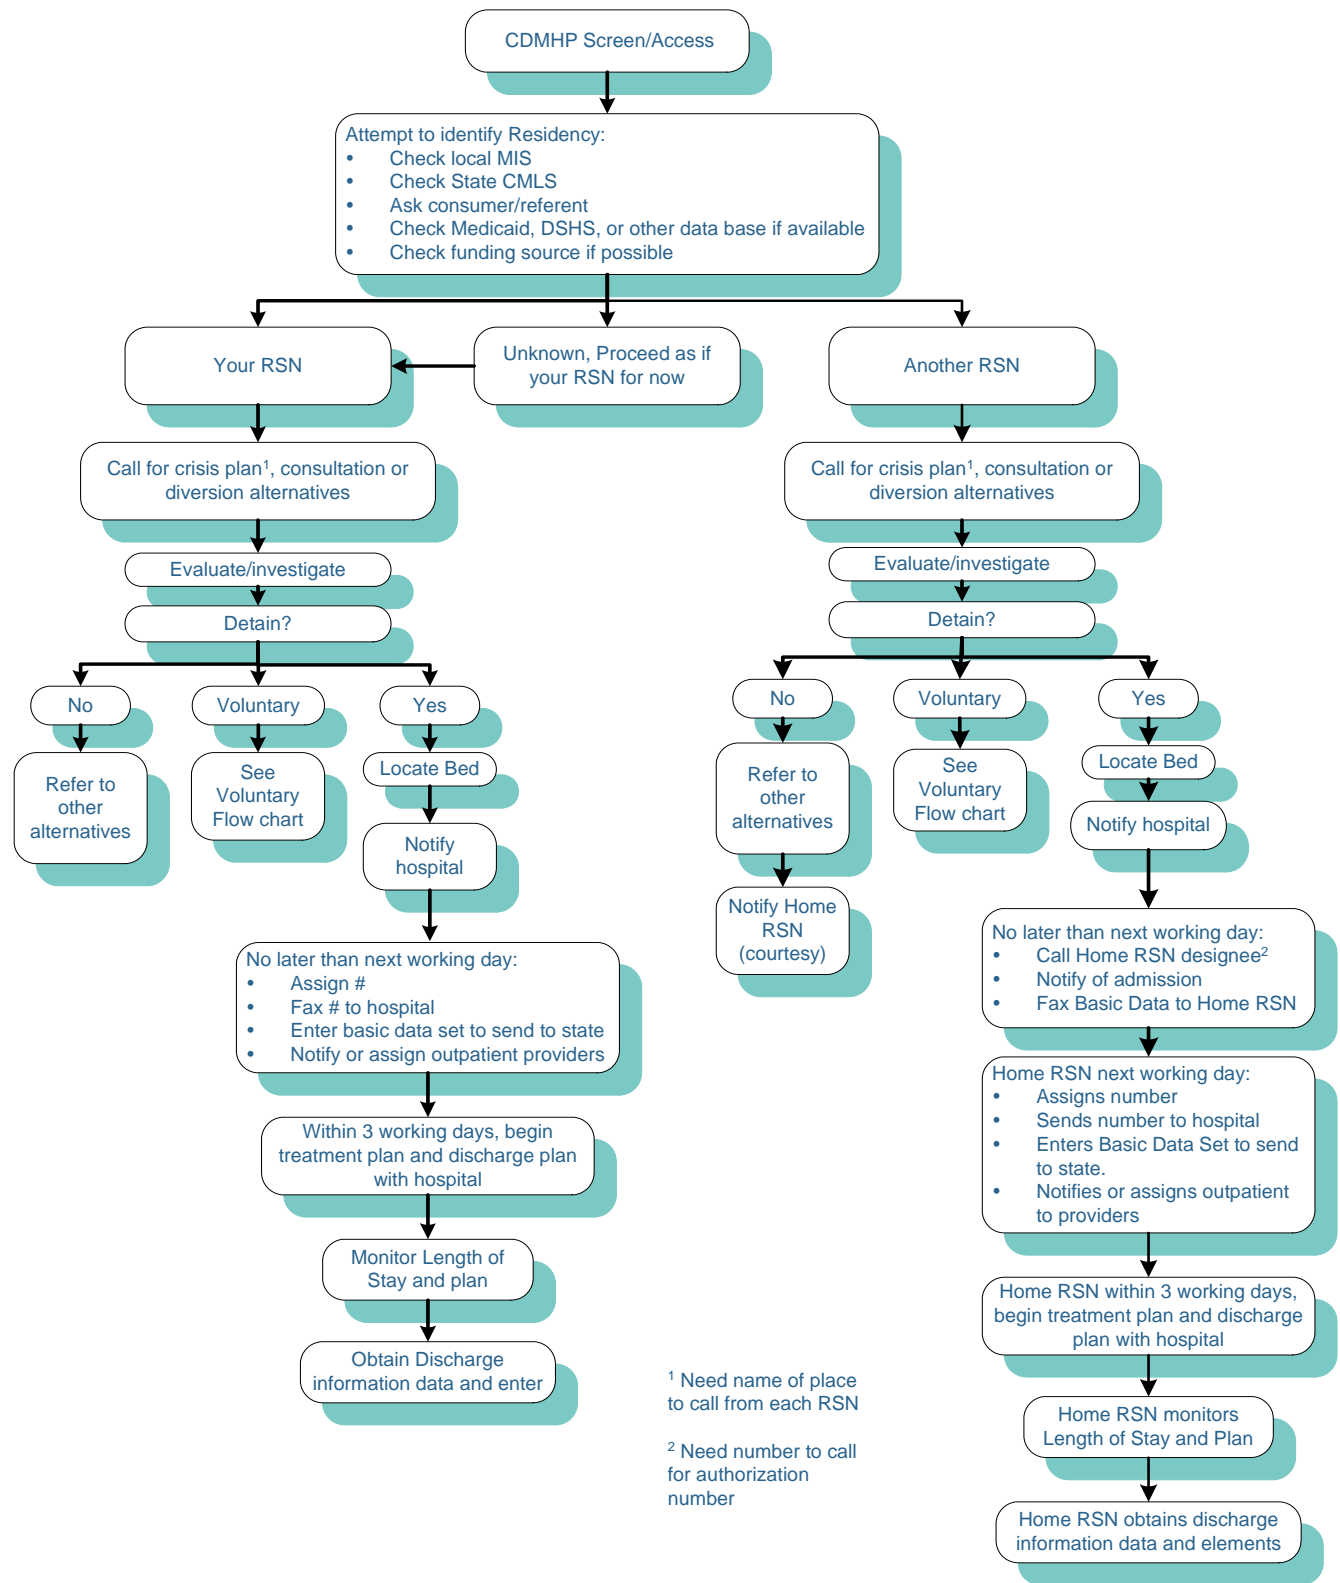 CDMHP Screen/Access
Attempt to identify Residency:
• Check local MIS
• Check State CMLS
• Ask consumer/referent
• Check Medicaid, DSHS, or other data base if available
• Check funding source if possible
Your RSN
Unknown, Proceed as if
your RSN for now
Another RSN
Call for crisis plan¹, consultation or
diversion alternatives
Evaluate/investigate
Detain?
No
Voluntary
Yes
Refer to
other
alternatives
See
Voluntary
Flow chart
Locate Bed
Notify
hospital
No later than next working day:
• Assign #
• Fax # to hospital
• Enter basic data set to send to state
• Notify or assign outpatient providers
Within 3 working days, begin
treatment plan and discharge plan
with hospital
Monitor Length of
Stay and plan
Obtain Discharge
information data and enter
Call for crisis plan¹, consultation or
diversion alternatives
Evaluate/investigate
Detain?
No
Voluntary
Yes
Refer to
other
alternatives
Notify Home
RSN
(courtesy)
See
Voluntary
Flow chart
Locate Bed
Notify hospital
No later than next working day:
• Call Home RSN designee²
• Notify of admission
• Fax Basic Data to Home RSN
Home RSN next working day:
• Assigns number
• Sends number to hospital
• Enters Basic Data Set to send
to state.
• Notifies or assigns outpatient
to providers
Home RSN within 3 working days,
begin treatment plan and discharge
plan with hospital
Home RSN monitors
Length of Stay and Plan
Home RSN obtains discharge
information data and elements
¹ Need name of place
to call from each RSN
² Need number to call
for authorization
number